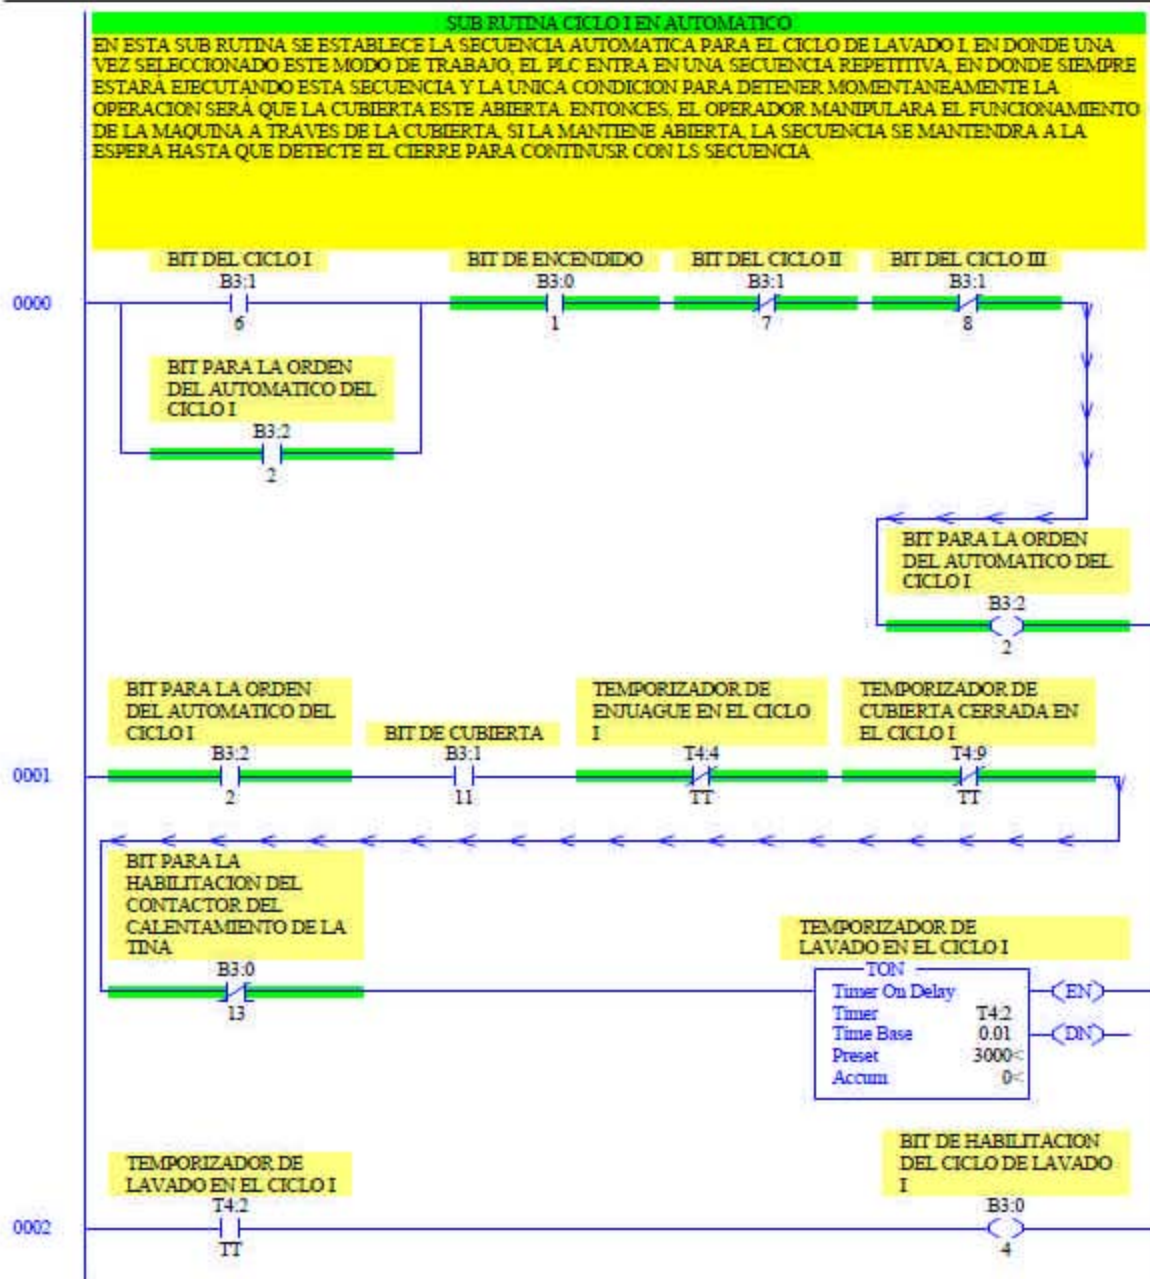 SUB RUTINA CICLO I EN AUTOMATICO
EN ESTA SUB RUTINA SE ESTABLECE LA SECUENCIA AUTOMATICA PARA EL CICLO DE LAVADO I, EN DONDE UNA
VEZ SELECCIONADO ESTE MODO DE TRABAJO, EL PLC ENTRA EN UNA SECUENCIA REPETITIVA, EN DONDE SIEMPRE
ESTARÁ EJECUTANDO ESTA SECUENCIA Y LA UNICA CONDICION PARA DETENER MOMENTANEAMENTE LA
OPERACION SERÁ QUE LA CUBIERTA ESTE ABIERTA. ENTONCES, EL OPERADOR MANIPULARA EL FUNCIONAMIENTO
DE LA MAQUINA A TRAVES DE LA CUBIERTA, SI LA MANTIENE ABIERTA, LA SECUENCIA SE MANTENDRA A LA
ESPERA HASTA QUE DETECTE EL CIERRE PARA CONTINUSR CON LS SECUENCIA
BIT DEL CICLO I
B3:1
6
BIT DE ENCENDIDO
B3:0
1
BIT DEL CICLO II
B3:1
7
BIT DEL CICLO III
B3:1
8
0000
BIT PARA LA ORDEN
DEL AUTOMATICO DEL
CICLO I
B3:2
2
BIT PARA LA ORDEN
DEL AUTOMATICO DEL
CICLO I
B3:2
2
BIT PARA LA ORDEN
DEL AUTOMATICO DEL
CICLO I
B3:2
2
BIT DE CUBIERTA
B3:1
11
TEMPORIZADOR DE
ENJUAGUE EN EL CICLO
I
T4:4
TT
TEMPORIZADOR DE
CUBIERTA CERRADA EN
EL CICLO I
T4:9
TT
0001
BIT PARA LA
HABILITACION DEL
CONTACTOR DEL
CALENTAMIENTO DE LA
TINA
B3:0
13
TEMPORIZADOR DE
LAVADO EN EL CICLO I
TON
Timer On Delay
Timer T4:2
Time Base 0.01
Preset 3000<
Accum 0<
EN
DN
TEMPORIZADOR DE
LAVADO EN EL CICLO I
T4:2
TT
BIT DE HABILITACION
DEL CICLO DE LAVADO
I
B3:0
4
0002